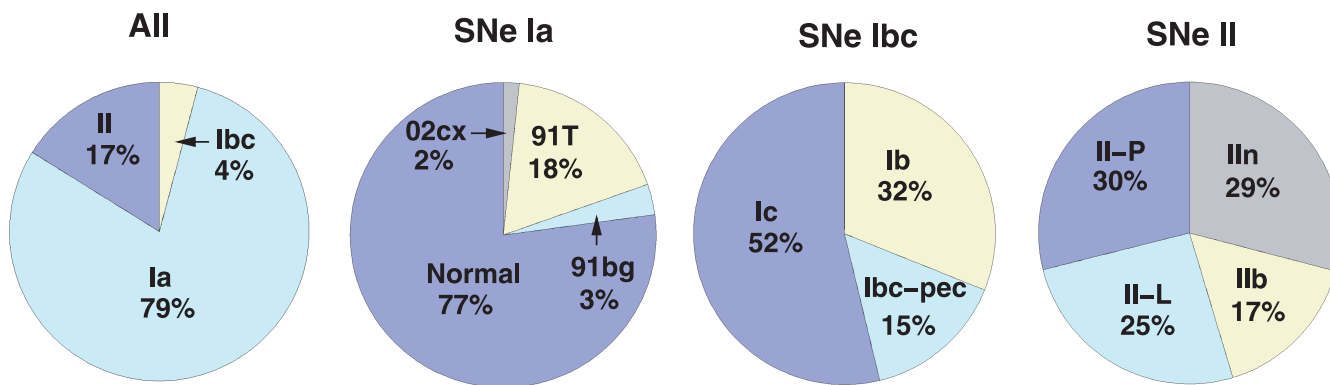 All
II
17%
Ibc
4%
Ia
79%
SNe Ia
02cx
2%
91T
18%
91bg
3%
Normal
77%
SNe Ibc
Ib
32%
Ic
52%
Ibc–pec
15%
SNe II
II–P
30%
IIn
29%
II–L
25%
IIb
17%